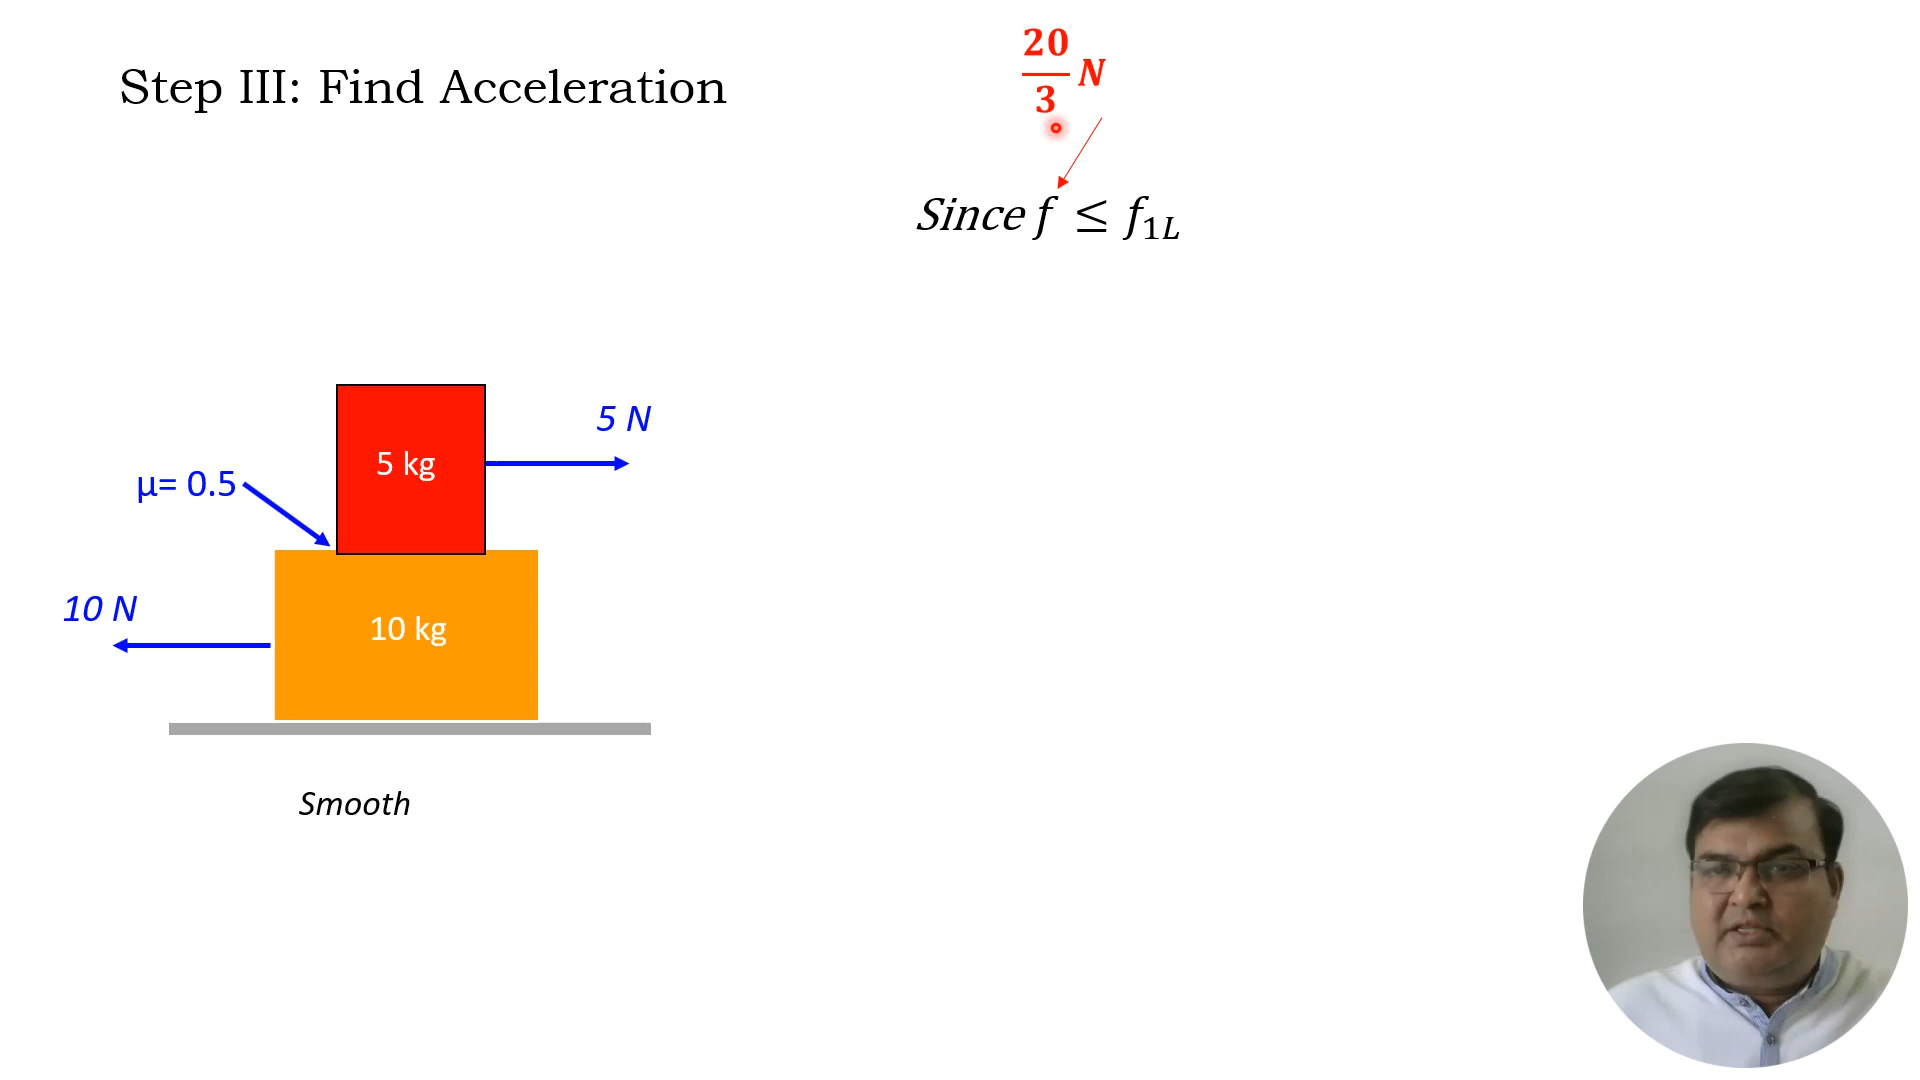 Step III: Find Acceleration
20/3 N
Since f ≤ f₁L
5 N
5 kg
μ= 0.5
10 N
10 kg
Smooth